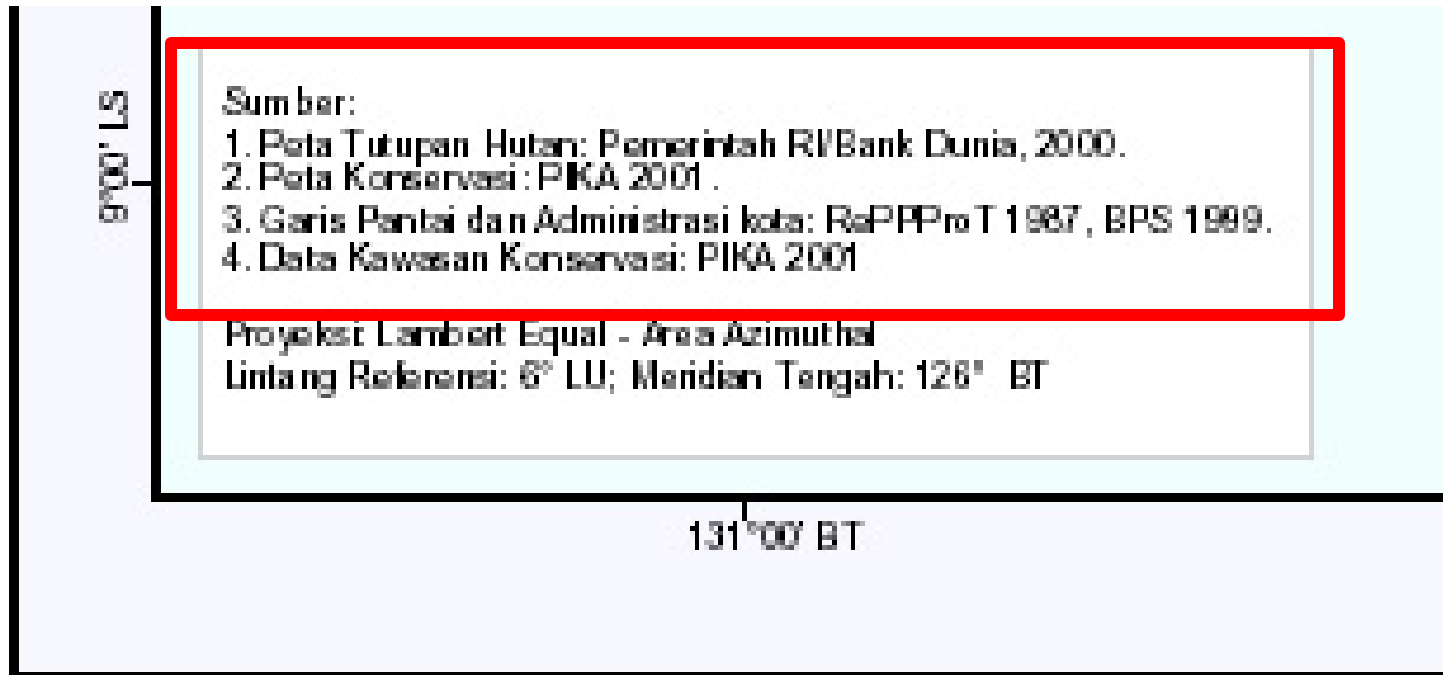 9°00' LS
Sumber:
1. Peta Tutupan Hutan: Pemerintah RI/Bank Dunia, 2000.
2. Peta Konservasi: PIKA 2001.
3. Garis Pantai dan Administrasi kota: RePPProT 1987, BPS 1999.
4. Data Kawasan Konservasi: PIKA 2001
Proyeksi: Lambert Equal - Area Azimuthal
Lintang Referensi: 6° LU; Meridian Tengah: 126° BT
131°00' BT